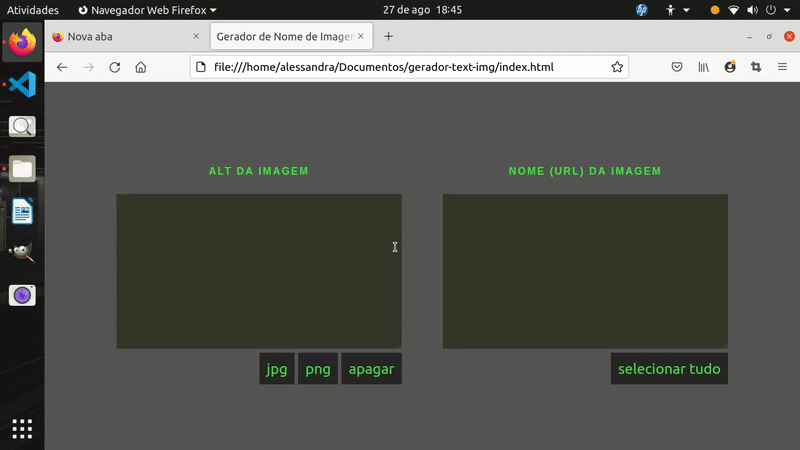 Atividades
Navegador Web Firefox
27 de ago 18:45
Nova aba
Gerador de Nome de Imagen
file:///home/alessandra/Documentos/gerador-text-img/index.html
ALT DA IMAGEM
NOME (URL) DA IMAGEM
jpg
png
apagar
selecionar tudo